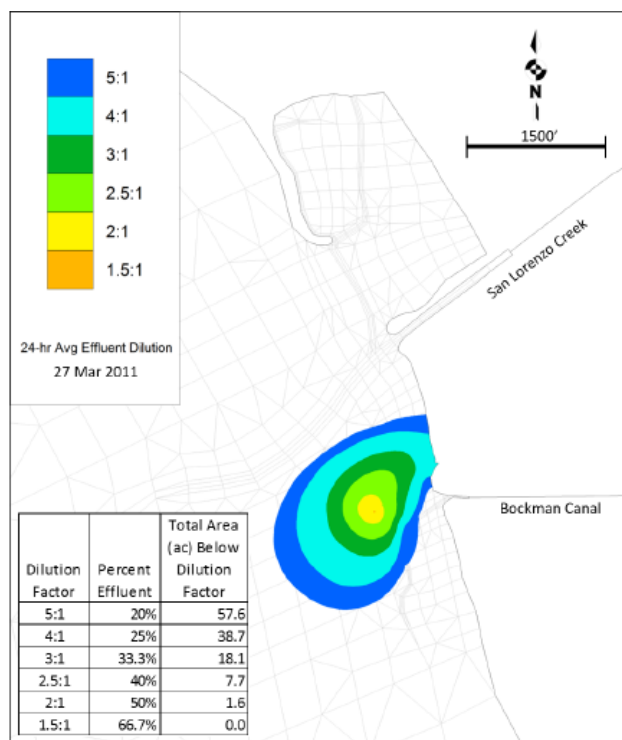 5:1
4:1
3:1
2.5:1
2:1
1.5:1
24-hr Avg Effluent Dilution
27 Mar 2011
N
1500'
San Lorenzo Creek
Bockman Canal
Dilution Factor Percent Effluent Total Area (ac) Below Dilution Factor
5:1 20% 57.6
4:1 25% 38.7
3:1 33.3% 18.1
2.5:1 40% 7.7
2:1 50% 1.6
1.5:1 66.7% 0.0